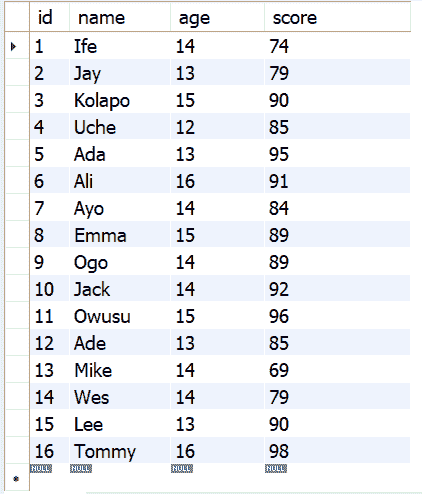 id name age score
1 Ife 14 74
2 Jay 13 79
3 Kolapo 15 90
4 Uche 12 85
5 Ada 13 95
6 Ali 16 91
7 Ayo 14 84
8 Emma 15 89
9 Ogo 14 89
10 Jack 14 92
11 Owusu 15 96
12 Ade 13 85
13 Mike 14 69
14 Wes 14 79
15 Lee 13 90
16 Tommy 16 98
NULL NULL NULL NULL